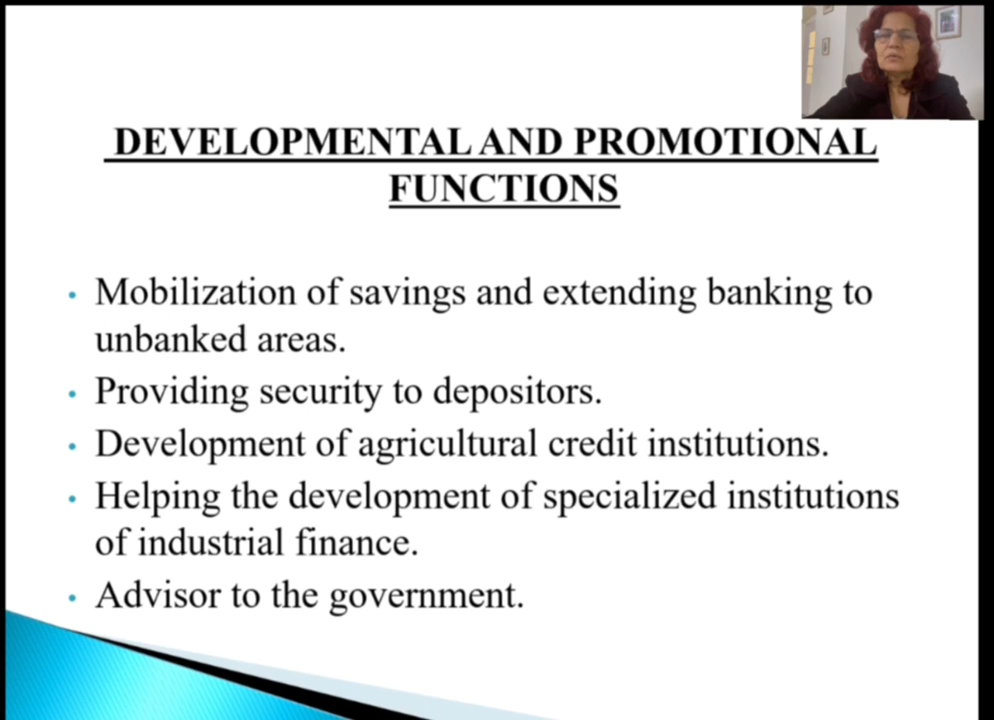 DEVELOPMENTAL AND PROMOTIONAL
FUNCTIONS
• Mobilization of savings and extending banking to
unbanked areas.
• Providing security to depositors.
• Development of agricultural credit institutions.
• Helping the development of specialized institutions
of industrial finance.
• Advisor to the government.